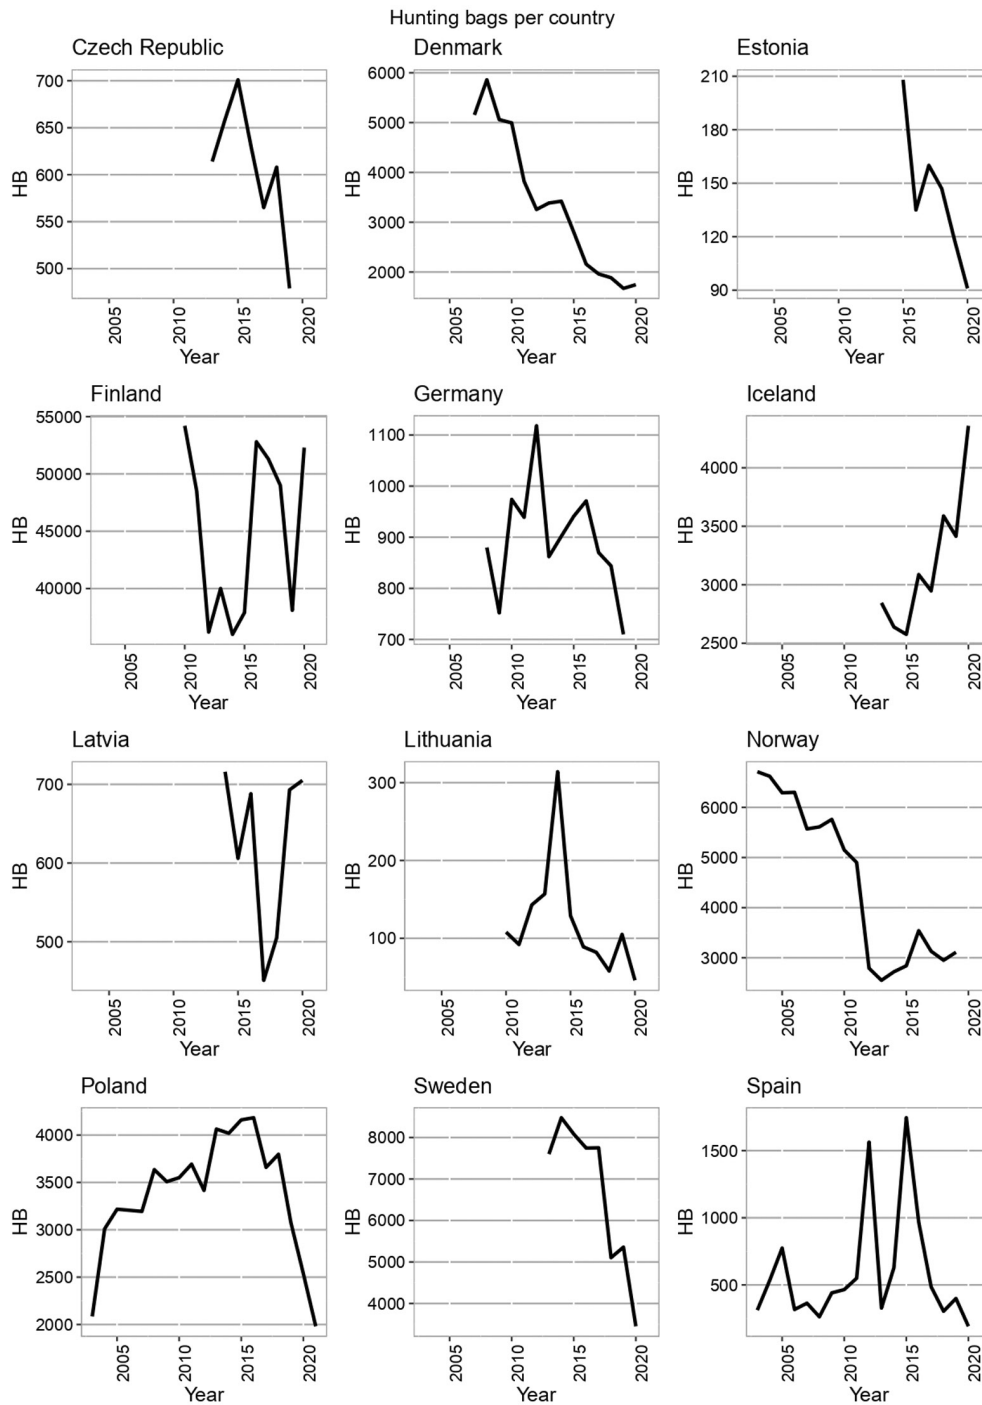 Hunting bags per country
Czech Republic
700
650
600
550
500
HB
2005
2010
2015
2020
Year
Denmark
6000
5000
4000
3000
2000
HB
2005
2010
2015
2020
Year
Estonia
210
180
150
120
90
HB
2005
2010
2015
2020
Year
Finland
55000
50000
45000
40000
HB
2005
2010
2015
2020
Year
Germany
1100
1000
900
800
700
HB
2005
2010
2015
2020
Year
Iceland
4000
3500
3000
2500
HB
2005
2010
2015
2020
Year
Latvia
700
600
500
HB
2005
2010
2015
2020
Year
Lithuania
300
200
100
HB
2005
2010
2015
2020
Year
Norway
6000
5000
4000
3000
HB
2005
2010
2015
2020
Year
Poland
4000
3500
3000
2500
2000
HB
2005
2010
2015
2020
Year
Sweden
8000
7000
6000
5000
4000
HB
2005
2010
2015
2020
Year
Spain
1500
1000
500
HB
2005
2010
2015
2020
Year